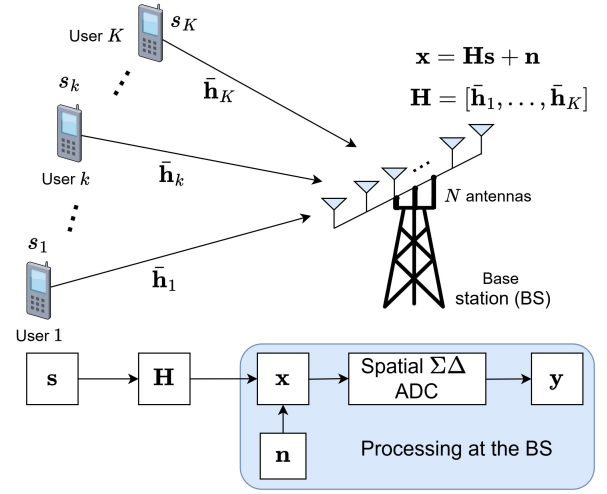 User K
s_K
h̄_K
x = Hs + n
H = [h̄_1, ..., h̄_K]
s_k
User k
h̄_k
N antennas
s_1
User 1
h̄_1
Base
station (BS)
s
H
x
Spatial ΣΔ
ADC
y
n
Processing at the BS